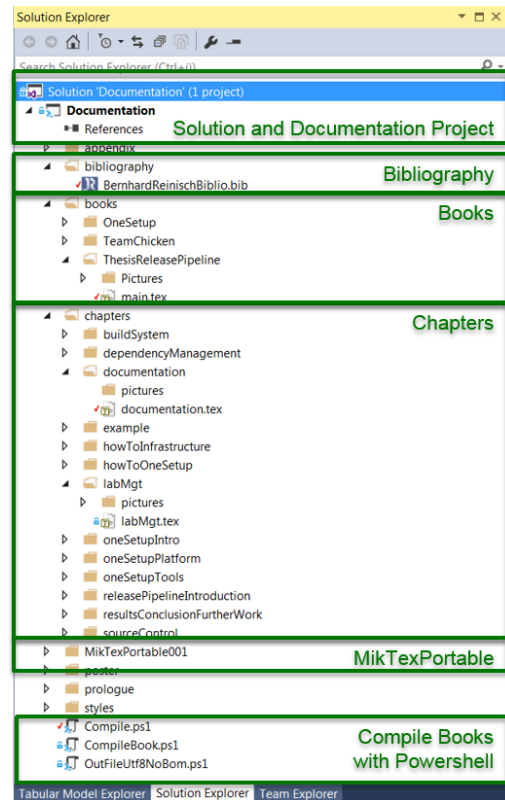 Solution Explorer
Search Solution Explorer (Ctrl+ü)
Solution 'Documentation' (1 project)
Documentation
References
Solution and Documentation Project
appendix
bibliography
Bibliography
BernhardReinischBiblio.bib
books
Books
OneSetup
TeamChicken
ThesisReleasePipeline
Pictures
main.tex
chapters
Chapters
buildSystem
dependencyManagement
documentation
pictures
documentation.tex
example
howToInfrastructure
howToOneSetup
labMgt
pictures
labMgt.tex
oneSetupIntro
oneSetupPlatform
oneSetupTools
releasePipelineIntroduction
resultsConclusionFurtherWork
sourceControl
MikTexPortable001
MikTexPortable
poster
prologue
styles
Compile.ps1
Compile Books
CompileBook.ps1
with Powershell
OutFileUtf8NoBom.ps1
Tabular Model Explorer Solution Explorer Team Explorer